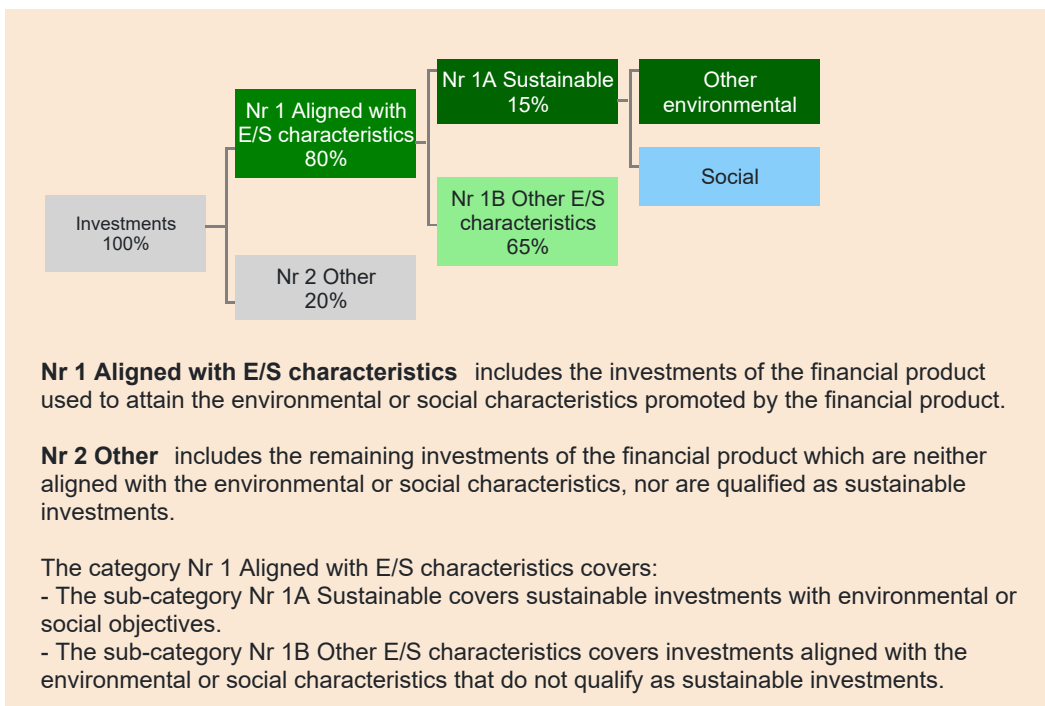 Nr 1A Sustainable
15%
Other
environmental
Nr 1 Aligned with
E/S characteristics
80%
Social
Nr 1B Other E/S
characteristics
65%
Investments
100%
Nr 2 Other
20%
Nr 1 Aligned with E/S characteristics includes the investments of the financial product
used to attain the environmental or social characteristics promoted by the financial product.
Nr 2 Other includes the remaining investments of the financial product which are neither
aligned with the environmental or social characteristics, nor are qualified as sustainable
investments.
The category Nr 1 Aligned with E/S characteristics covers:
- The sub-category Nr 1A Sustainable covers sustainable investments with environmental or
social objectives.
- The sub-category Nr 1B Other E/S characteristics covers investments aligned with the
environmental or social characteristics that do not qualify as sustainable investments.